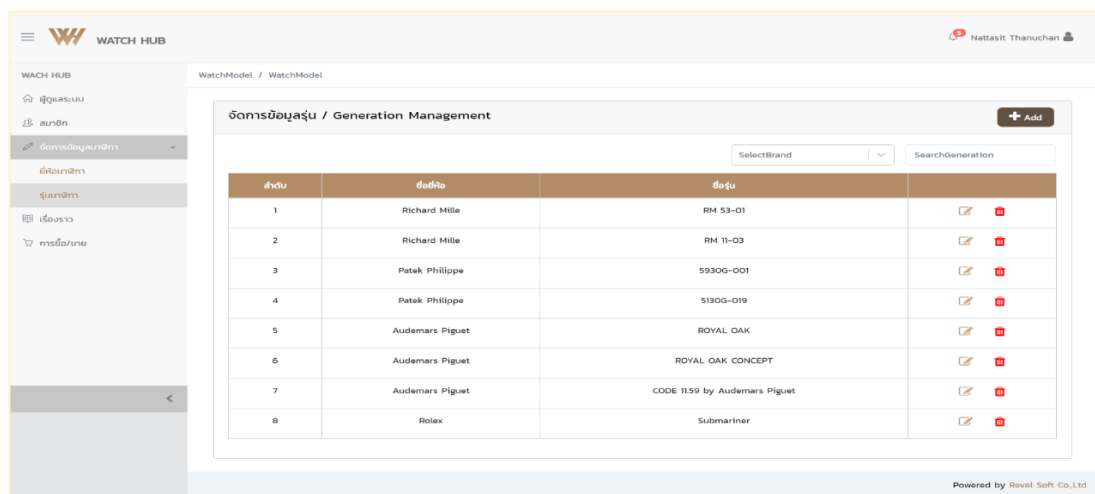 WATCH HUB
5 Nattasit Thanuchan
WACH HUB
ผู้ดูแลระบบ
สมาชิก
จัดการข้อมูลนาฬิกา
ยี่ห้อนาฬิกา
รุ่นนาฬิกา
เรื่องราว
การซื้อ/ขาย
WatchModel / WatchModel
จัดการข้อมูลรุ่น / Generation Management
Add
SelectBrand SearchGeneration
ลำดับ ชื่อยี่ห้อ ชื่อรุ่น
1 Richard Mille RM 53-01
2 Richard Mille RM 11-03
3 Patek Philippe 5930G-001
4 Patek Philippe 5130G-019
5 Audemars Piguet ROYAL OAK
6 Audemars Piguet ROYAL OAK CONCEPT
7 Audemars Piguet CODE 11.59 by Audemars Piguet
8 Rolex Submariner
Powered by Revel Soft Co.,Ltd